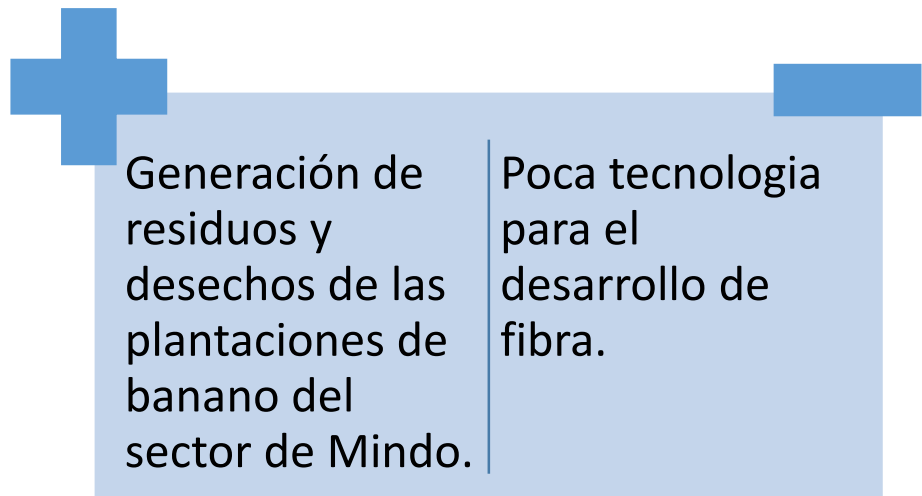 Generación de
residuos y
desechos de las
plantaciones de
banano del
sector de Mindo.
Poca tecnologia
para el
desarrollo de
fibra.